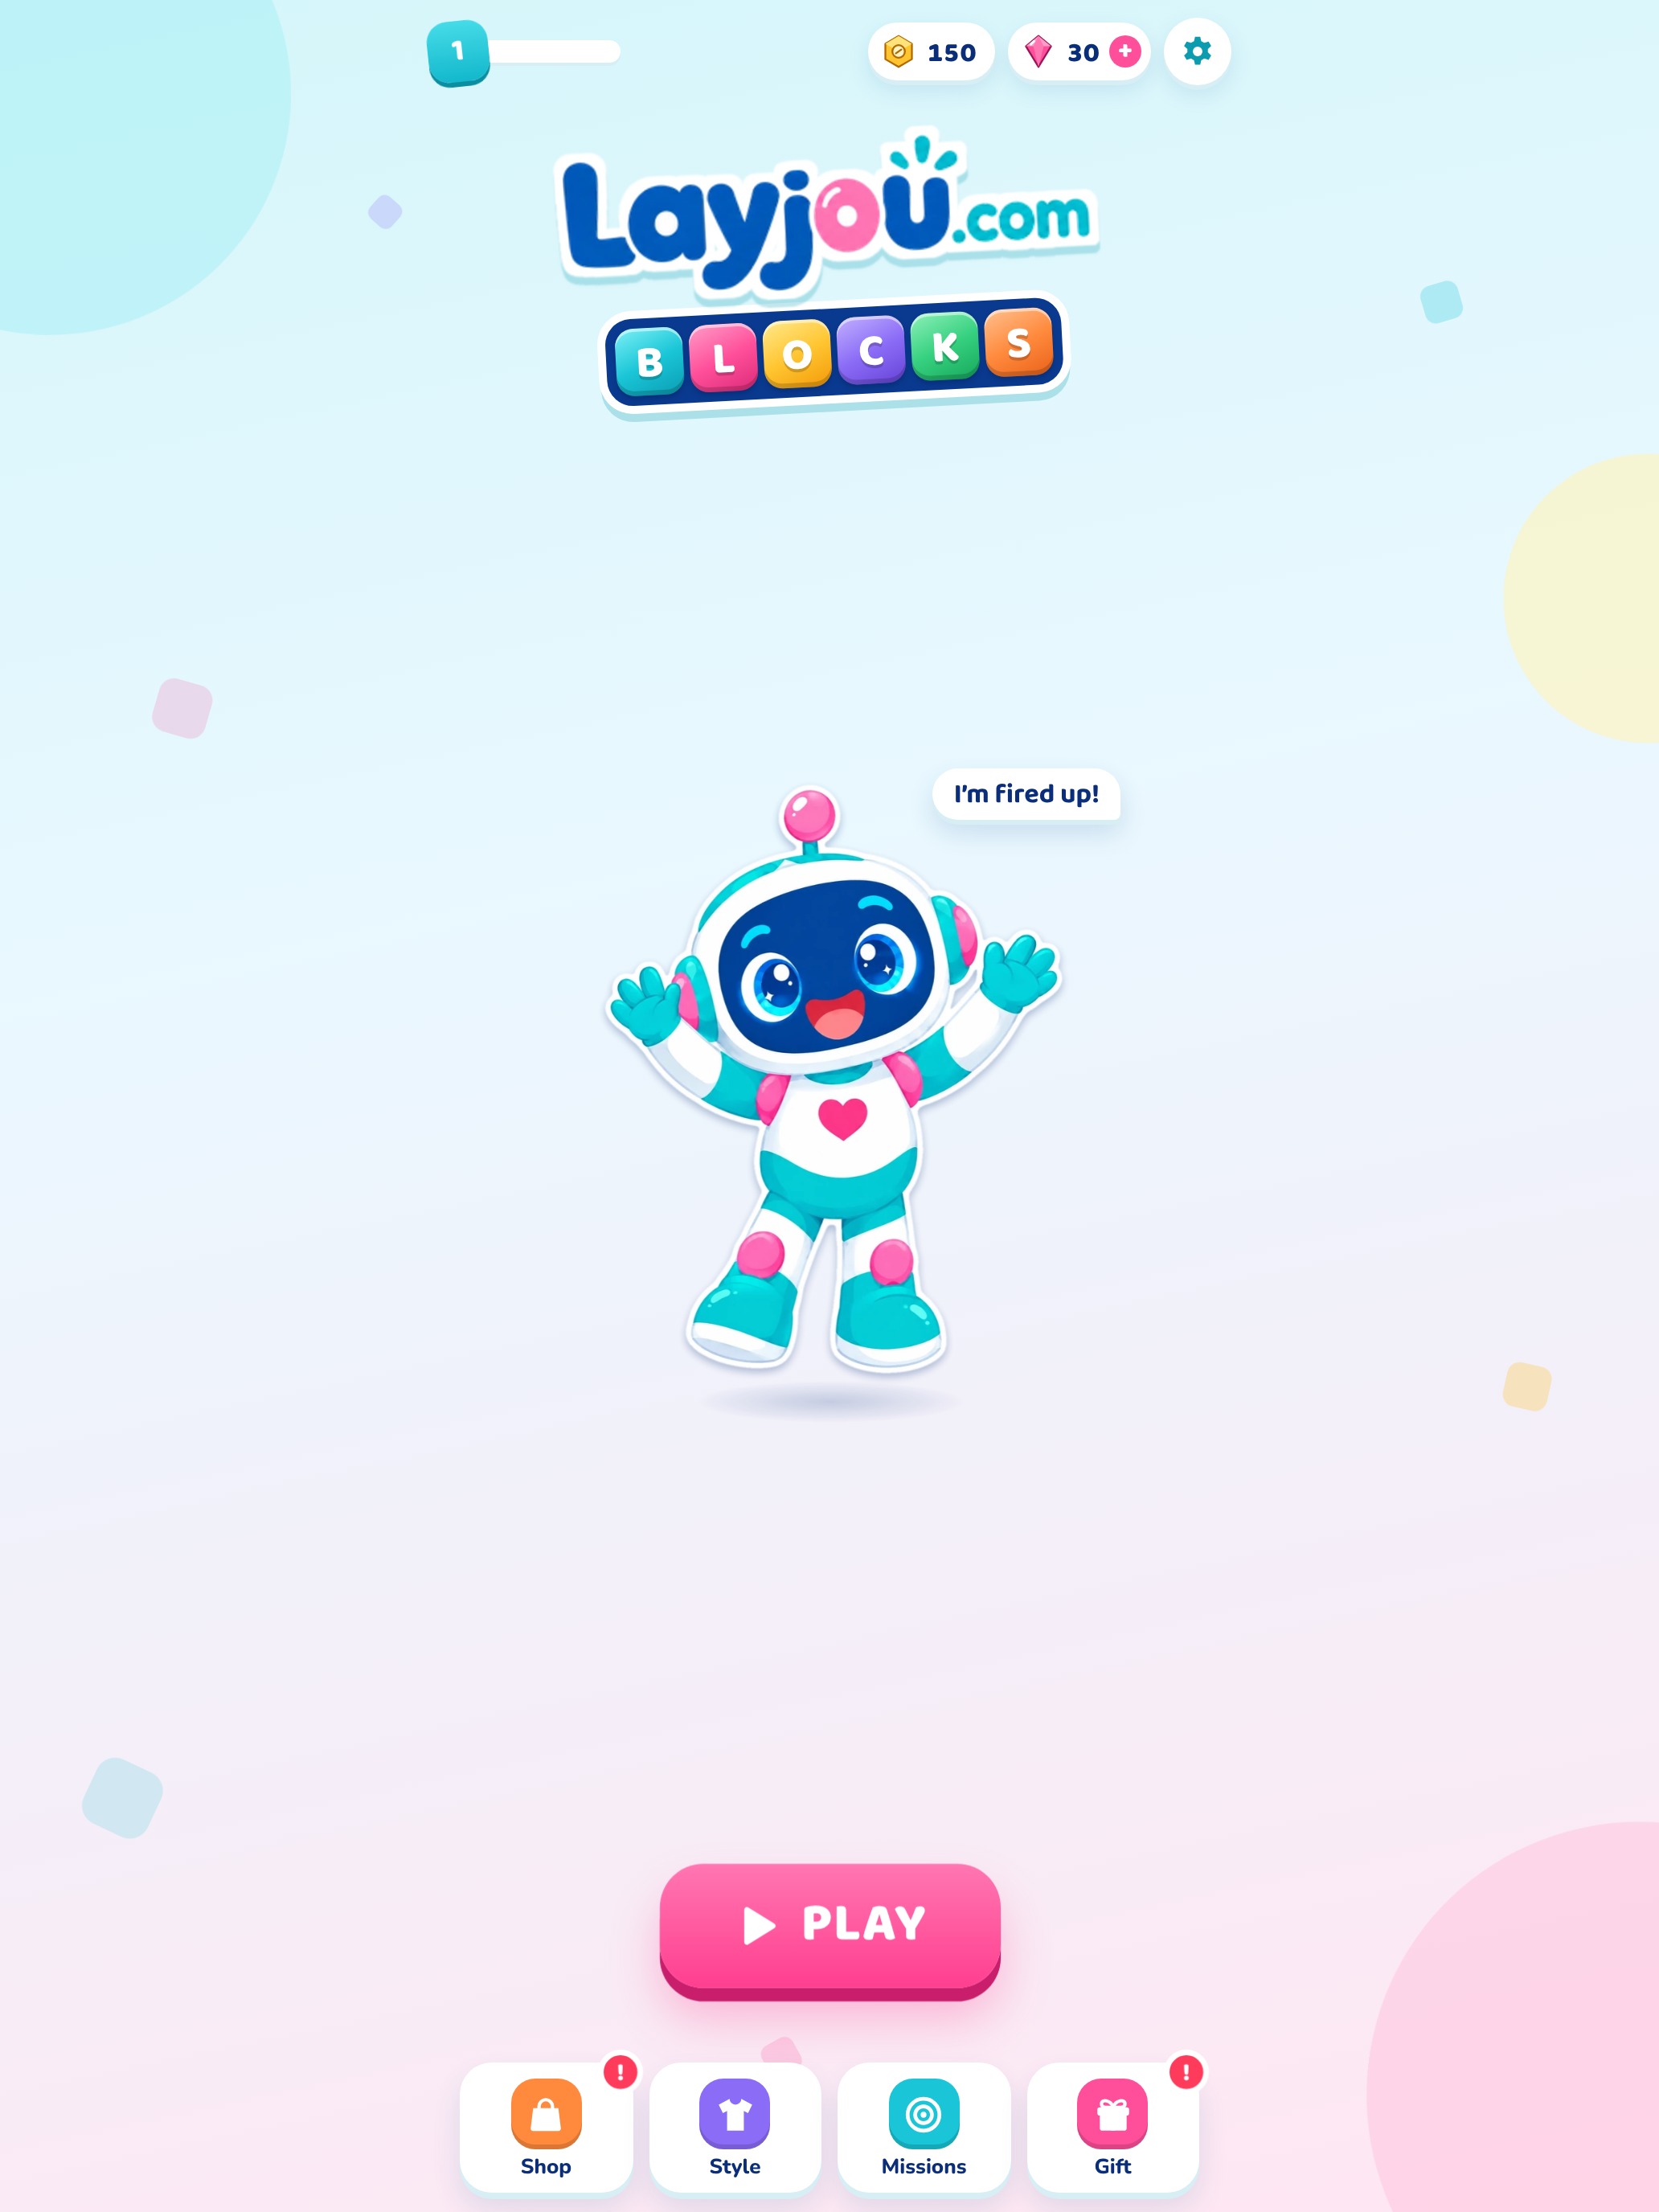 1
150
30
Layjou.com
BLOCKS
I'm fired up!
PLAY
!
!
Shop
Style
Missions
Gift